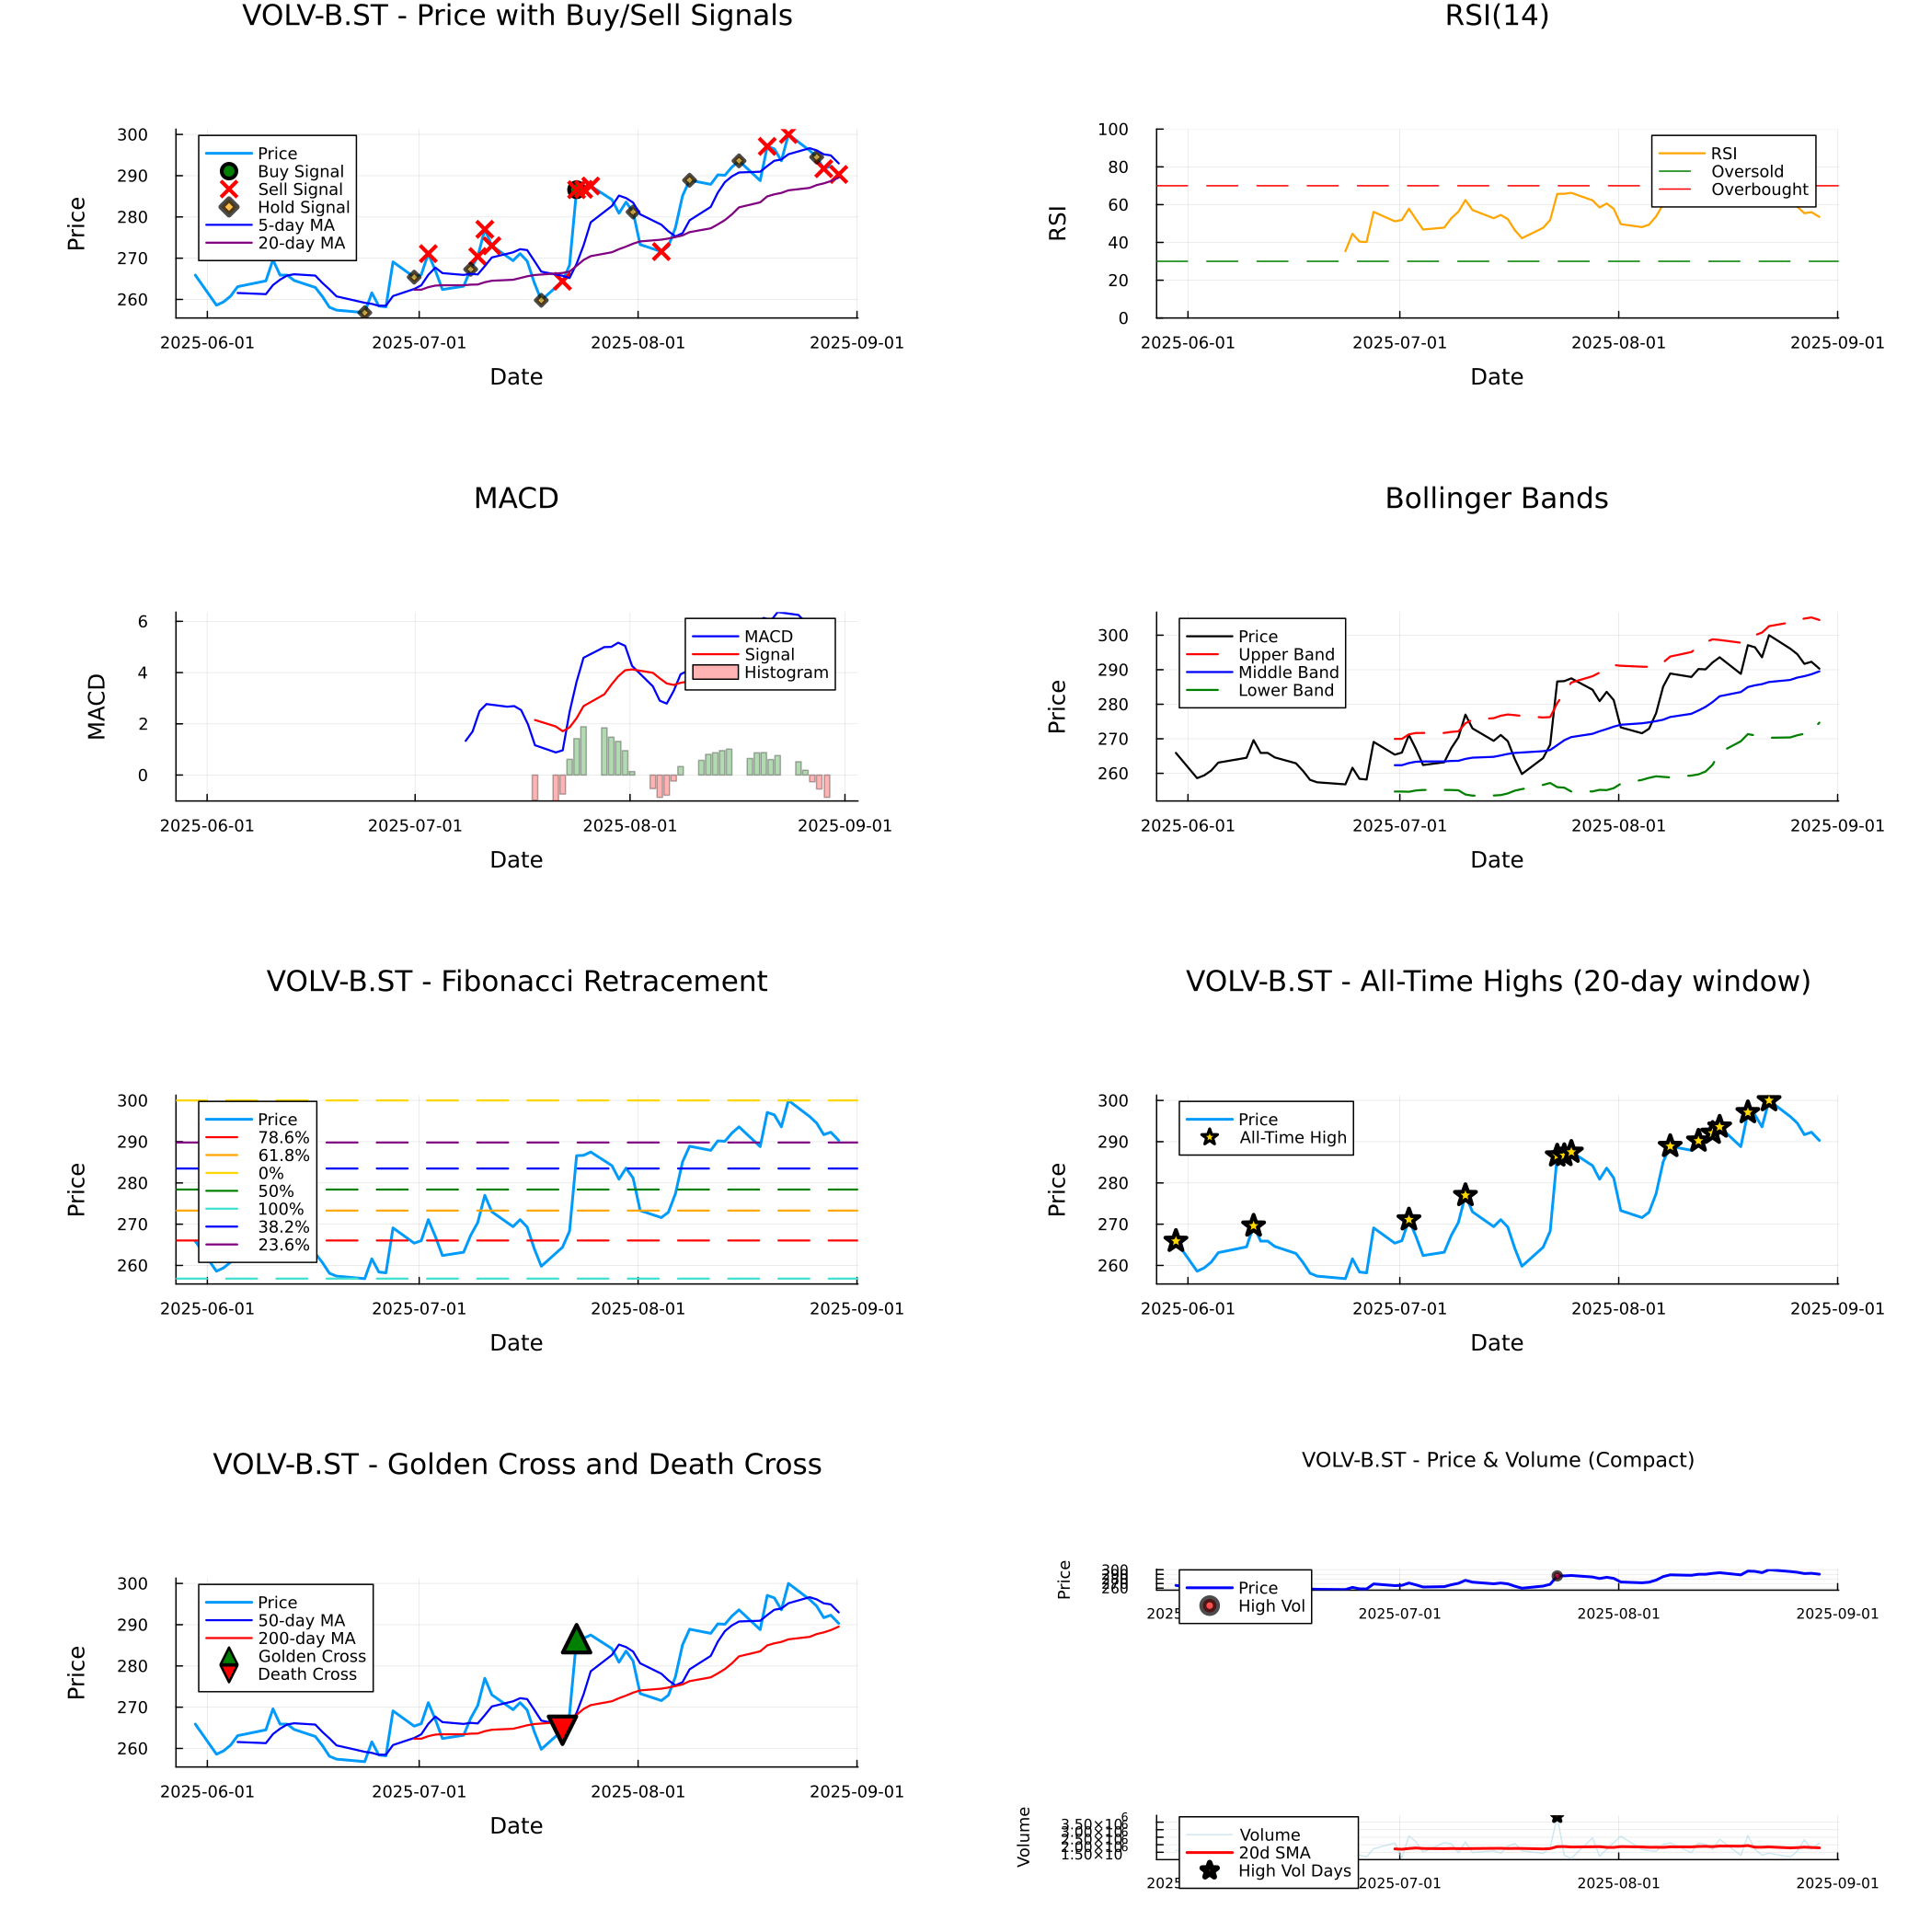 VOLV-B.ST - Price with Buy/Sell Signals
Price
300
290
280
270
260
Price
Buy Signal
Sell Signal
Hold Signal
5-day MA
20-day MA
2025-06-01
2025-07-01
2025-08-01
2025-09-01
Date
RSI(14)
RSI
100
80
60
40
20
0
RSI
Oversold
Overbought
2025-06-01
2025-07-01
2025-08-01
2025-09-01
Date
MACD
MACD
6
4
2
0
MACD
Signal
Histogram
2025-06-01
2025-07-01
2025-08-01
2025-09-01
Date
Bollinger Bands
Price
300
290
280
270
260
Price
Upper Band
Middle Band
Lower Band
2025-06-01
2025-07-01
2025-08-01
2025-09-01
Date
VOLV-B.ST - Fibonacci Retracement
Price
300
290
280
270
260
Price
78.6%
61.8%
0%
50%
100%
38.2%
23.6%
2025-06-01
2025-07-01
2025-08-01
2025-09-01
Date
VOLV-B.ST - All-Time Highs (20-day window)
Price
300
290
280
270
260
Price
All-Time High
2025-06-01
2025-07-01
2025-08-01
2025-09-01
Date
VOLV-B.ST - Golden Cross and Death Cross
Price
300
290
280
270
260
Price
50-day MA
200-day MA
Golden Cross
Death Cross
2025-06-01
2025-07-01
2025-08-01
2025-09-01
Date
VOLV-B.ST - Price & Volume (Compact)
Price
Price
High Vol
2025-07-01
2025-08-01
2025-09-01
Volume
Volume
20d SMA
High Vol Days
2025-07-01
2025-08-01
2025-09-01